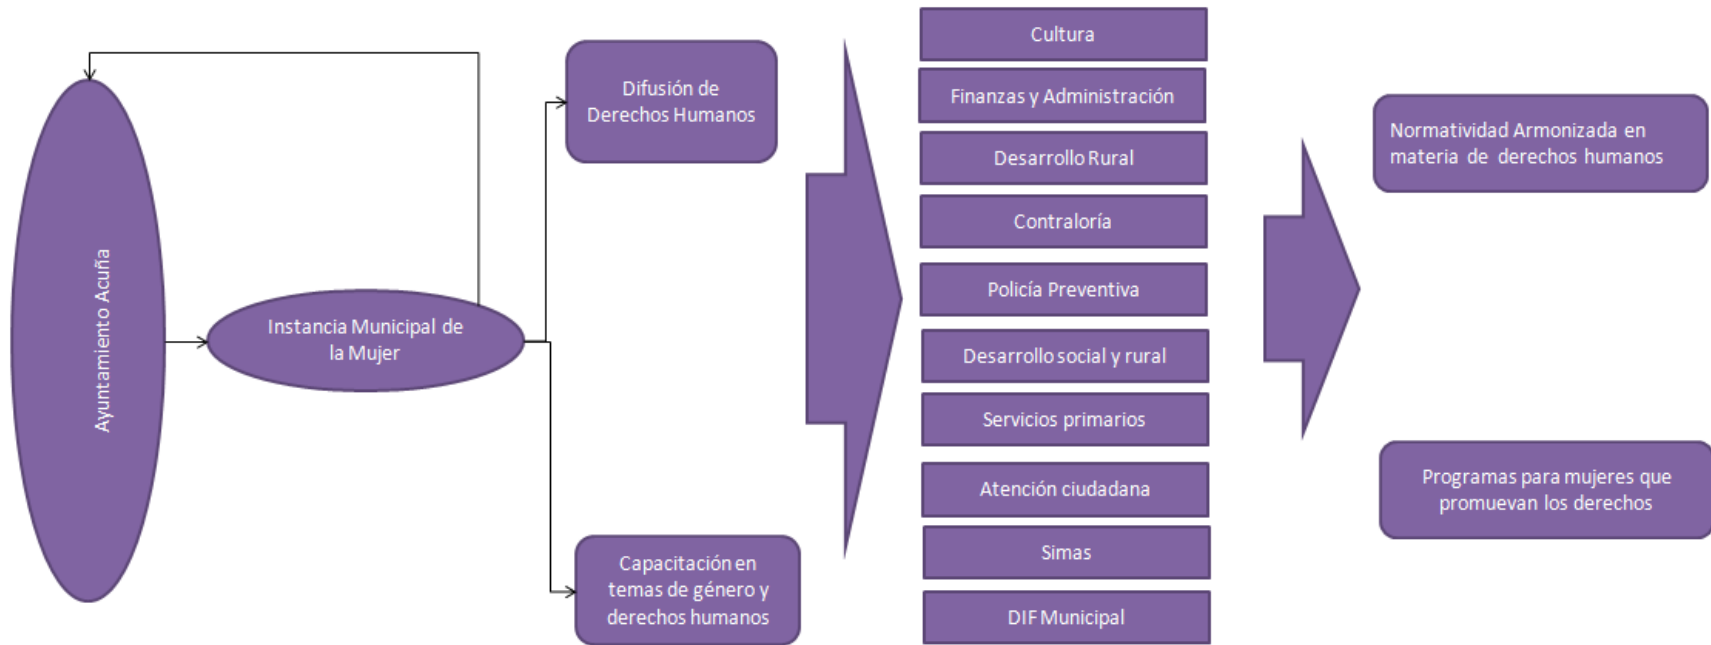 Ayuntamiento Acuña
Instancia Municipal de
la Mujer
Difusión de
Derechos Humanos
Capacitación en
temas de género y
derechos humanos
Cultura
Finanzas y Administración
Desarrollo Rural
Contraloría
Policía Preventiva
Desarrollo social y rural
Servicios primarios
Atención ciudadana
Simas
DIF Municipal
Normatividad Armonizada en
materia de derechos humanos
Programas para mujeres que
promuevan los derechos